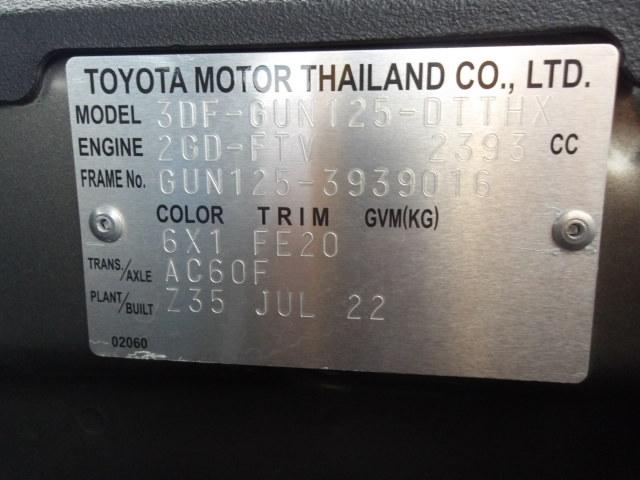 TOYOTA MOTOR THAILAND CO., LTD.
MODEL 3DF-GUN125-DTTHX
ENGINE 2GD-FTV 2393 CC
FRAME No. GUN125-3939016
COLOR TRIM GVM(KG)
6X1 FE20
TRANS./AXLE AC60F
PLANT/BUILT Z35 JUL 22
02060